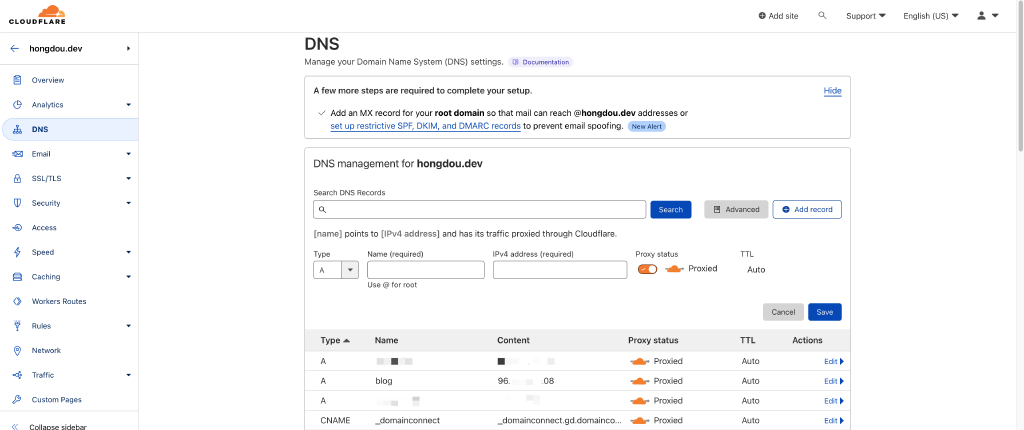 CLOUDFLARE
Add site
Support
English (US)
hongdou.dev
Overview
Analytics
DNS
Email
SSL/TLS
Security
Access
Speed
Caching
Workers Routes
Rules
Network
Traffic
Custom Pages
Collapse sidebar
DNS
Manage your Domain Name System (DNS) settings. Documentation
A few more steps are required to complete your setup. Hide
Add an MX record for your root domain so that mail can reach @hongdou.dev addresses or
set up restrictive SPF, DKIM, and DMARC records to prevent email spoofing. New Alert
DNS management for hongdou.dev
Search DNS Records
Search Advanced Add record
[name] points to [IPv4 address] and has its traffic proxied through Cloudflare.
Type Name (required) IPv4 address (required) Proxy status TTL
A Proxied Auto
Use @ for root
Cancel Save
Type Name Content Proxy status TTL Actions
A Proxied Auto Edit
A blog 96. .08 Proxied Auto Edit
A Proxied Auto Edit
CNAME _domainconnect _domainconnect.gd.domainco... Proxied Auto Edit